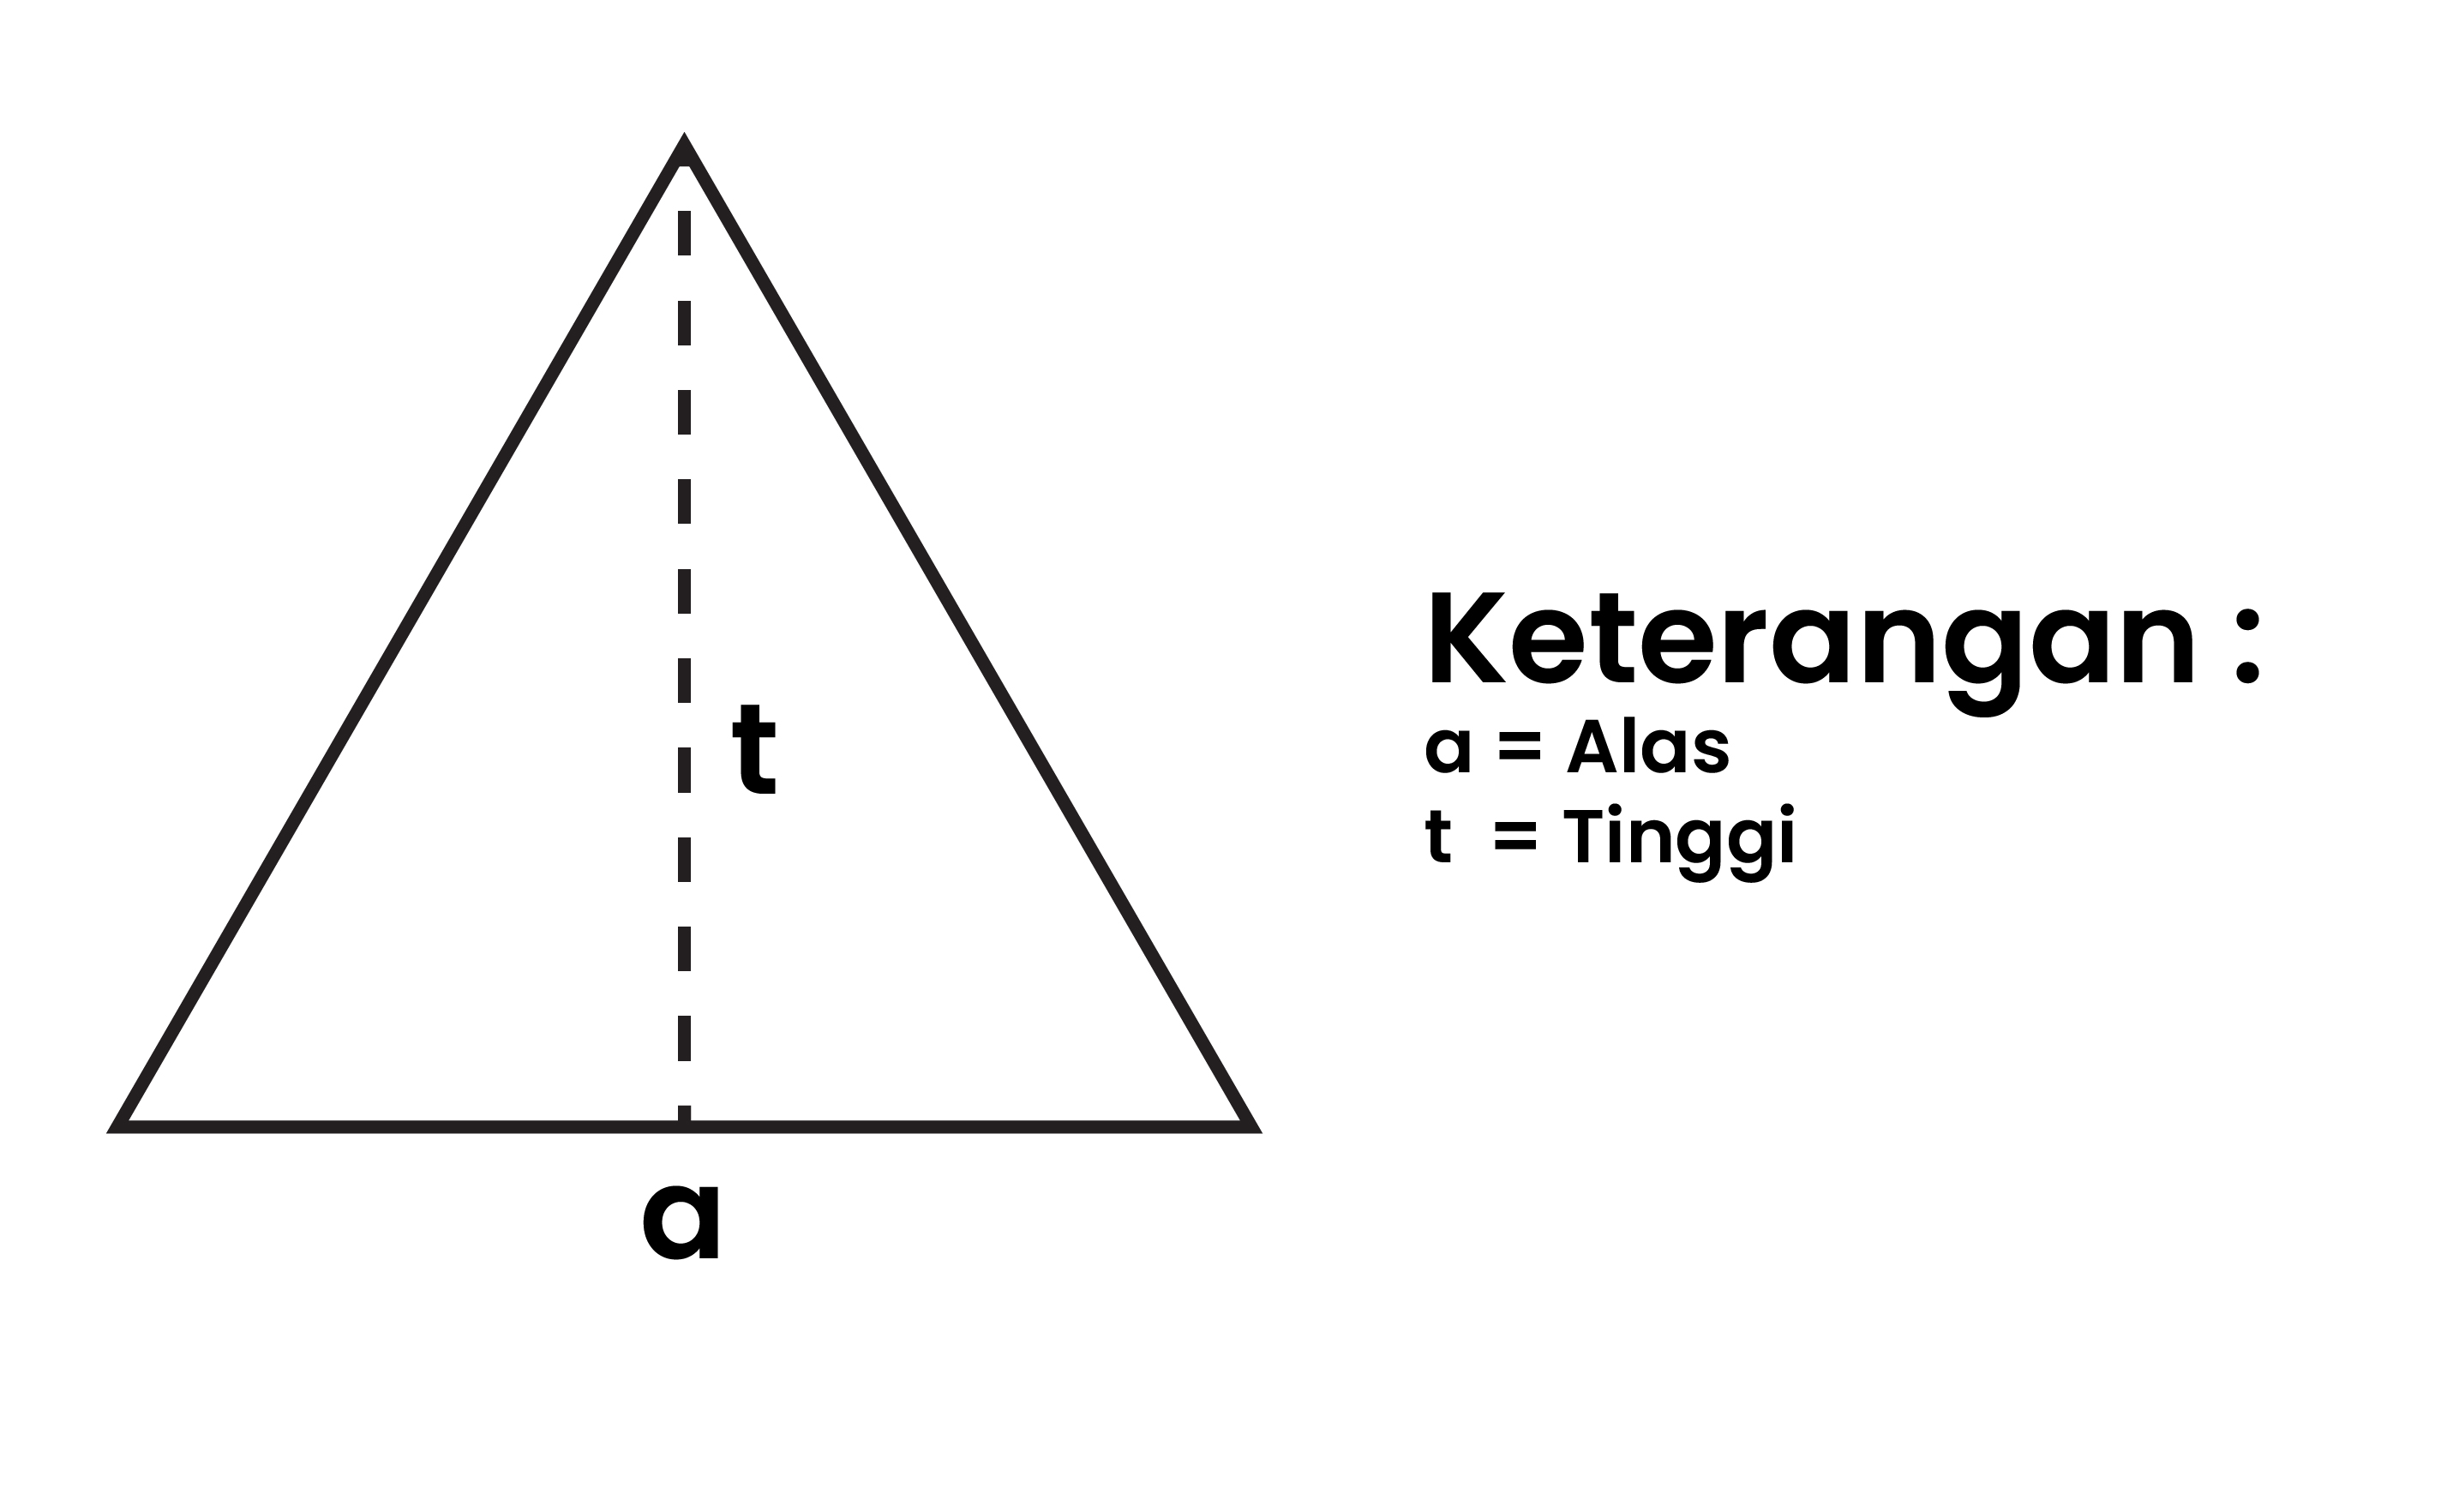 Keterangan :
a = Alas
t = Tinggi
t
a